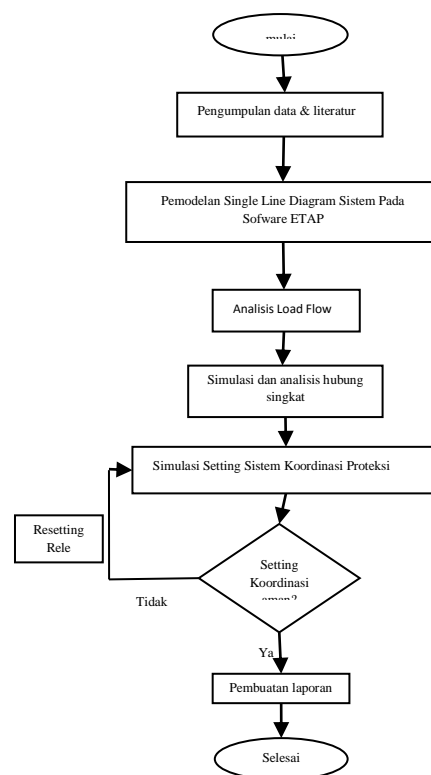 mulai
Pengumpulan data & literatur
Pemodelan Single Line Diagram Sistem Pada
Sofware ETAP
Analisis Load Flow
Simulasi dan analisis hubung
singkat
Simulasi Setting Sistem Koordinasi Proteksi
Resetting
Rele
Setting
Koordinasi
aman?
Tidak
Ya
Pembuatan laporan
Selesai